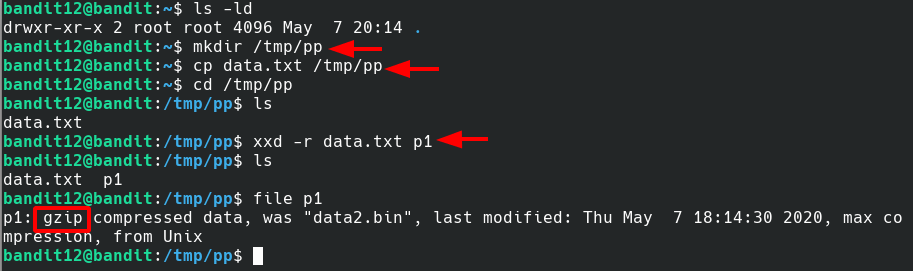 bandit12@bandit:~$ ls -ld
drwxr-xr-x 2 root root 4096 May  7 20:14 .
bandit12@bandit:~$ mkdir /tmp/pp
bandit12@bandit:~$ cp data.txt /tmp/pp
bandit12@bandit:~$ cd /tmp/pp
bandit12@bandit:/tmp/pp$ ls
data.txt
bandit12@bandit:/tmp/pp$ xxd -r data.txt p1
bandit12@bandit:/tmp/pp$ ls
data.txt  p1
bandit12@bandit:/tmp/pp$ file p1
p1: gzip compressed data, was "data2.bin", last modified: Thu May  7 18:14:30 2020, max co
mpression, from Unix
bandit12@bandit:/tmp/pp$